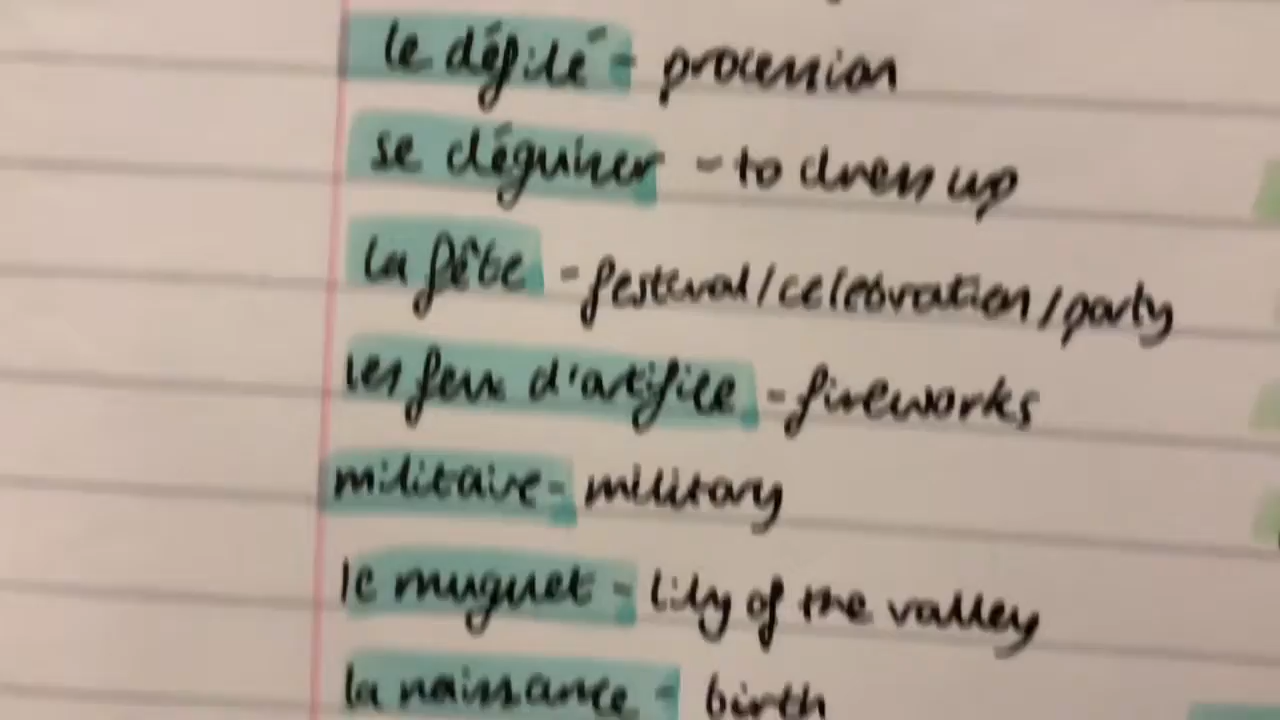 le défilé - procession
se déguiser - to dress up
la fête - festival/celebration/party
les feux d'artifice - fireworks
militaire - military
le muguet - lily of the valley
la naissance - birth